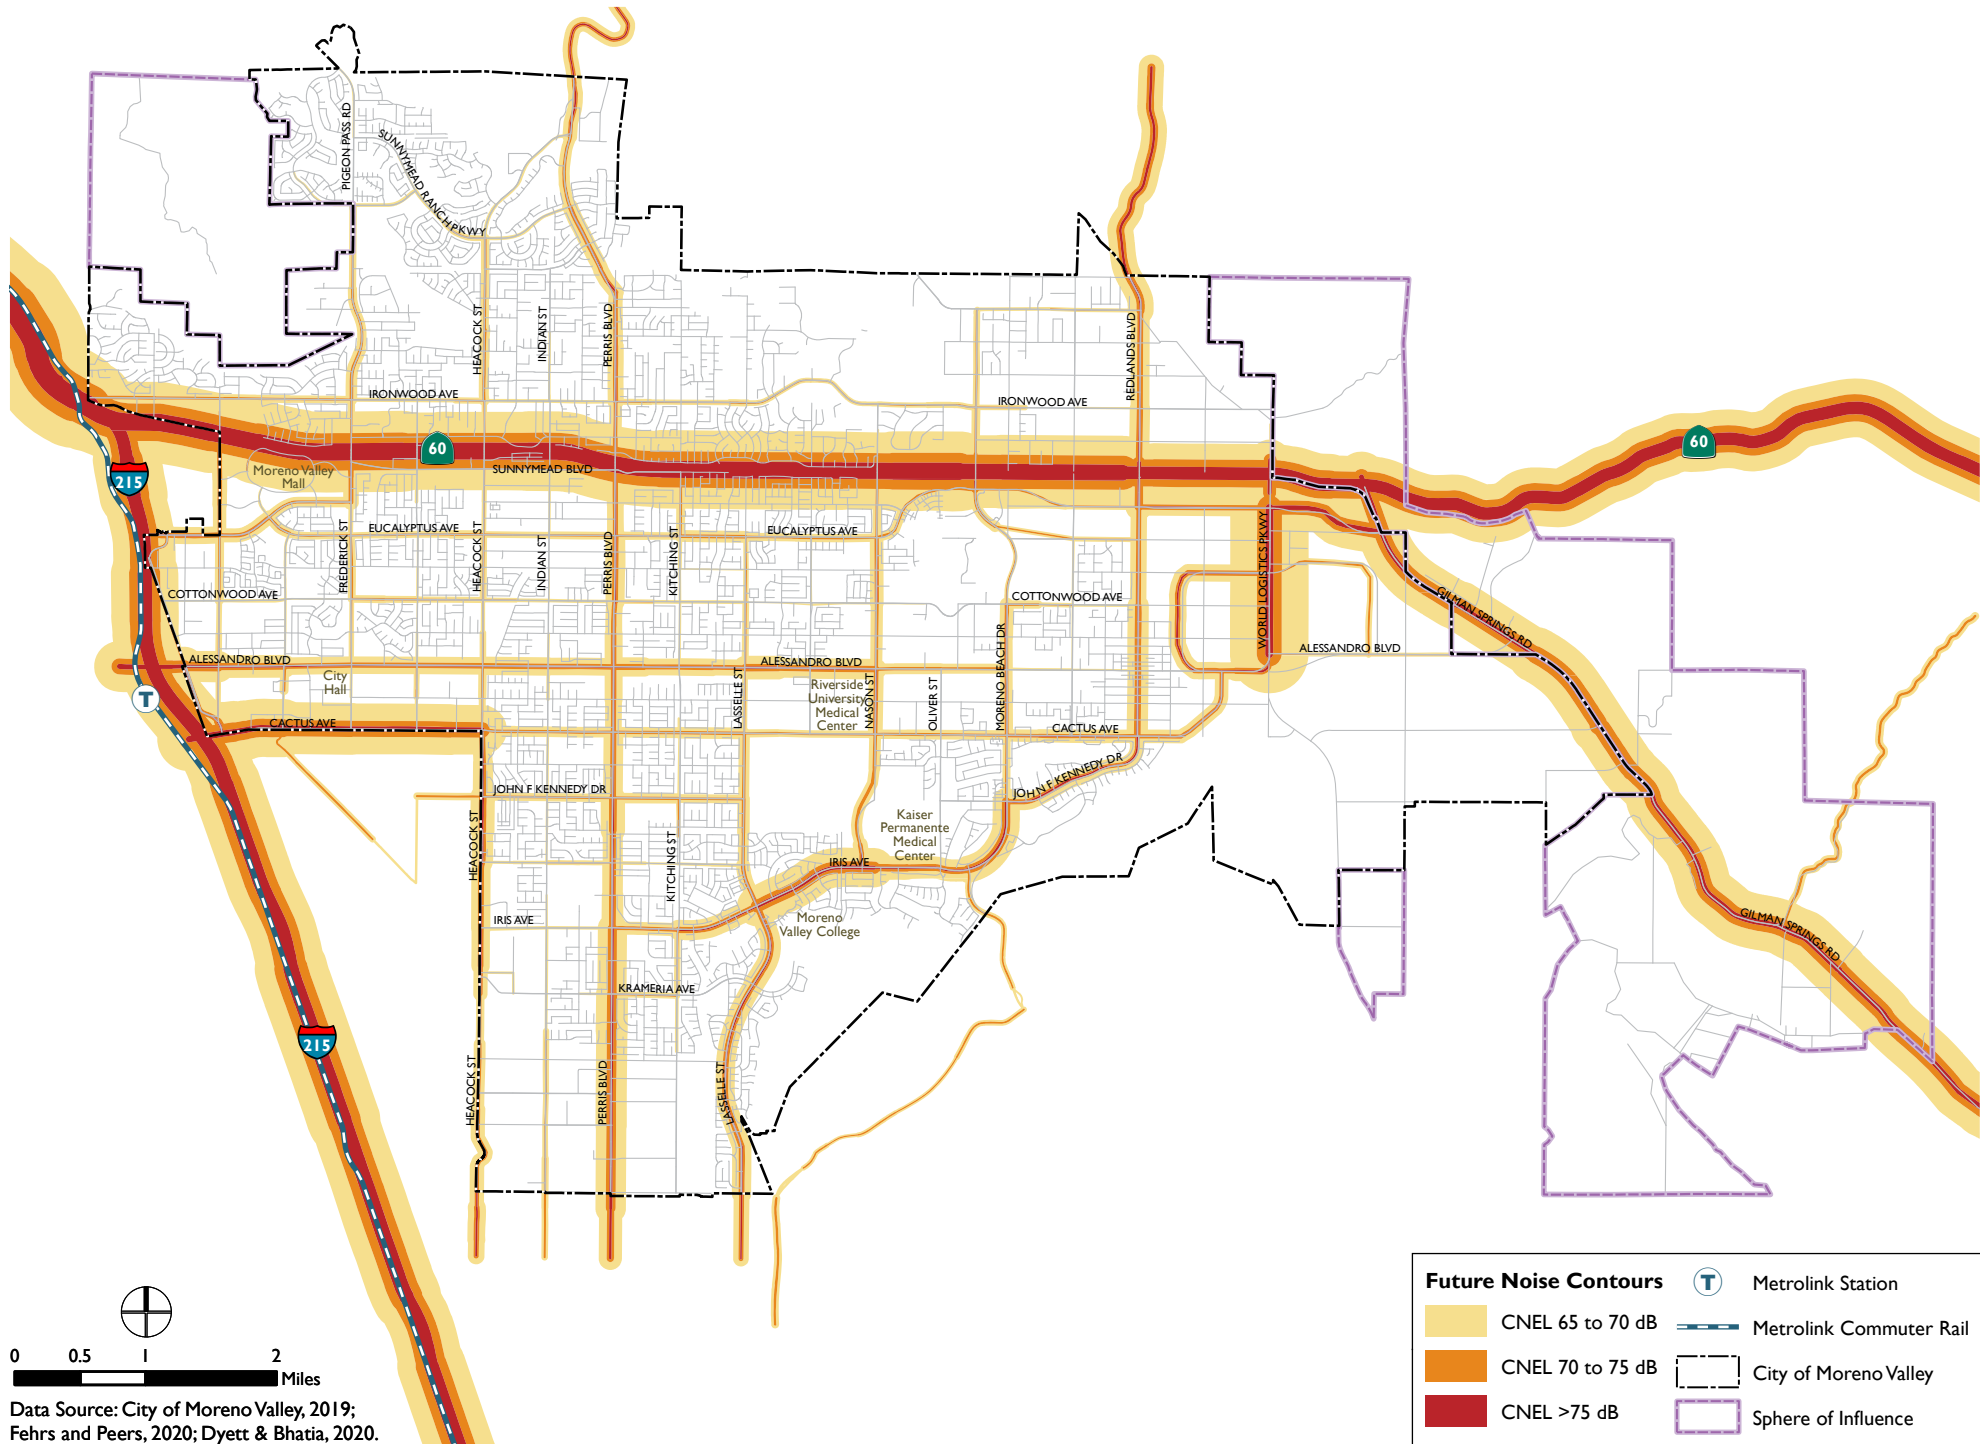 PIGEON PASS RD
SUNNYMEAD RANCH PKWY
HEACOCK ST
INDIAN ST
PERRIS BLVD
REDLANDS BLVD
IRONWOOD AVE
IRONWOOD AVE
60
60
SUNNYMEAD BLVD
Moreno Valley
Mall
215
EUCALYPTUS AVE
EUCALYPTUS AVE
FREDERICK ST
HEACOCK ST
INDIAN ST
PERRIS BLVD
KITCHING ST
WORLD LOGISTICS PKWY
COTTONWOOD AVE
COTTONWOOD AVE
GILMAN SPRINGS RD
ALESSANDRO BLVD
ALESSANDRO BLVD
ALESSANDRO BLVD
City
Hall
T
LASSELLE ST
Riverside
University
Medical
Center
NASON ST
OLIVER ST
MORENO BEACH DR
CACTUS AVE
CACTUS AVE
JOHN F KENNEDY DR
JOHN F KENNEDY DR
HEACOCK ST
KITCHING ST
Kaiser
Permanente
Medical
Center
IRIS AVE
IRIS AVE
Moreno
Valley College
GILMAN SPRINGS RD
KRAMERIA AVE
215
HEACOCK ST
PERRIS BLVD
LASSELLE ST
0 0.5 1 2
Miles
Data Source: City of Moreno Valley, 2019;
Fehrs and Peers, 2020; Dyett & Bhatia, 2020.
Future Noise Contours
CNEL 65 to 70 dB
CNEL 70 to 75 dB
CNEL >75 dB
T
Metrolink Station
Metrolink Commuter Rail
City of Moreno Valley
Sphere of Influence